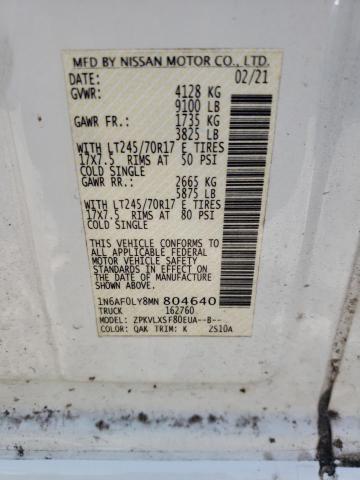 MFD BY NISSAN MOTOR CO., LTD.
DATE: 02/21
GVWR: 4128 KG
9100 LB
GAWR FR.: 1735 KG
3825 LB
WITH LT245/70R17 E TIRES
17X7.5 RIMS AT 50 PSI
COLD SINGLE
GAWR RR.: 2665 KG
5875 LB
WITH LT245/70R17 E TIRES
17X7.5 RIMS AT 80 PSI
COLD SINGLE
THIS VEHICLE CONFORMS TO
ALL APPLICABLE FEDERAL
MOTOR VEHICLE SAFETY
STANDARDS IN EFFECT ON
THE DATE OF MANUFACTURE
SHOWN ABOVE.
1N6AF0LY8MN 804640
TRUCK 162760
MODEL: ZPKVLXSF80EUA--B--
COLOR: QAK TRIM: K 2S10A